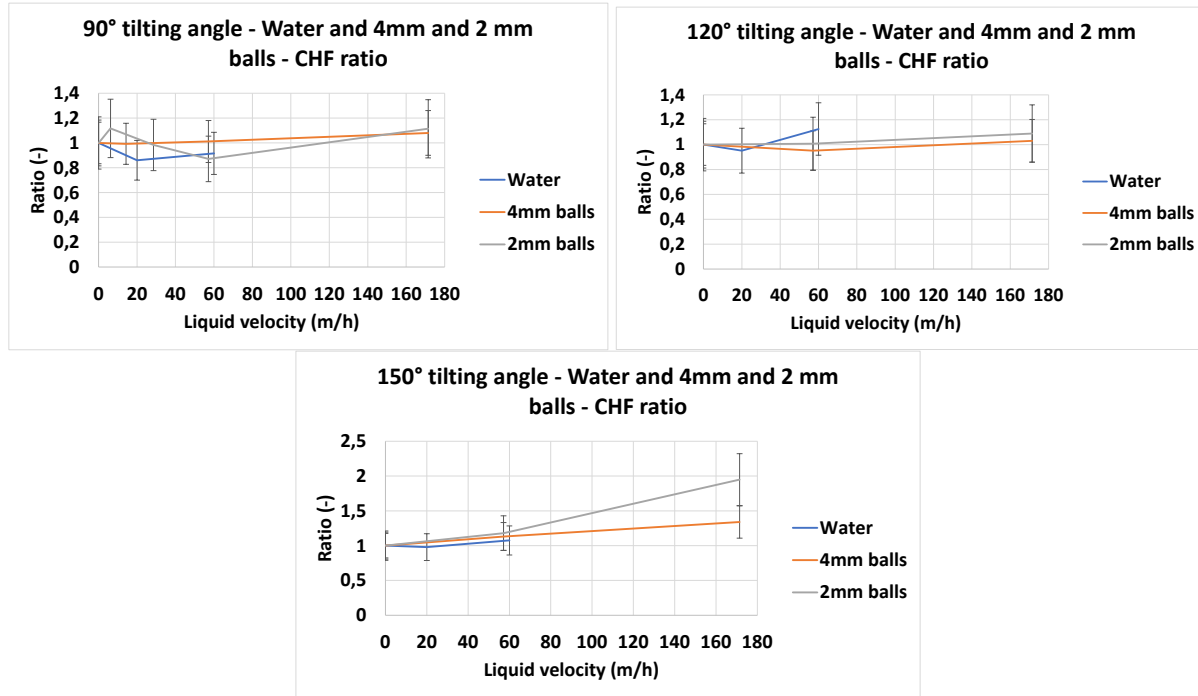 90° tilting angle - Water and 4mm and 2 mm
balls - CHF ratio
1,4
1,2
1
0,8
0,6
0,4
0,2
0
Ratio (-)
0 20 40 60 80 100 120 140 160 180
Liquid velocity (m/h)
Water
4mm balls
2mm balls
120° tilting angle - Water and 4mm and 2 mm
balls - CHF ratio
1,4
1,2
1
0,8
0,6
0,4
0,2
0
Ratio (-)
0 20 40 60 80 100 120 140 160 180
Liquid velocity (m/h)
Water
4mm balls
2mm balls
150° tilting angle - Water and 4mm and 2 mm
balls - CHF ratio
2,5
2
1,5
1
0,5
0
Ratio (-)
0 20 40 60 80 100 120 140 160 180
Liquid velocity (m/h)
Water
4mm balls
2mm balls